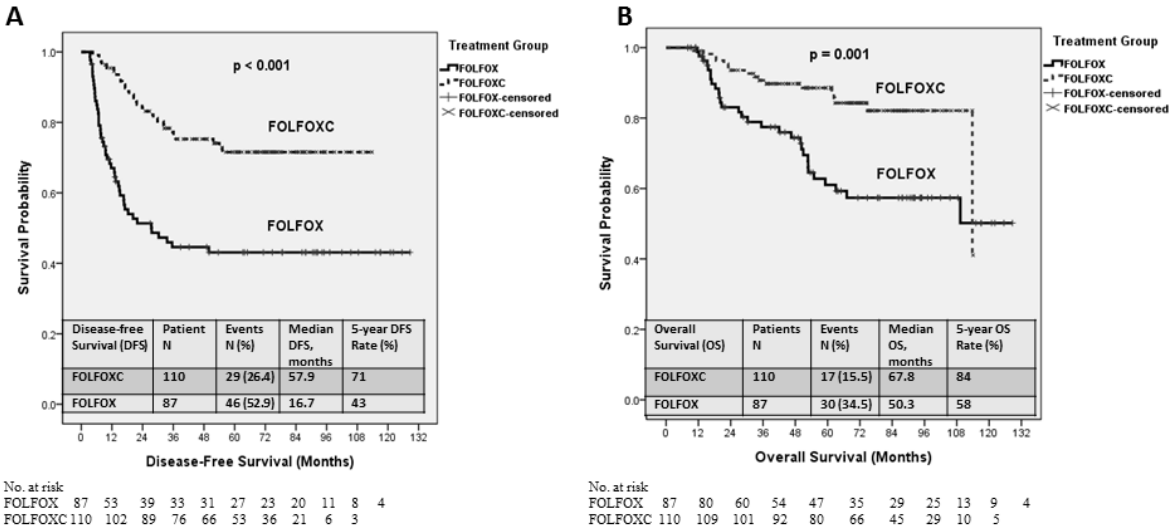 A
p < 0.001
FOLFOXC
FOLFOX
Treatment Group
FOLFOX
FOLFOXC
FOLFOX-censored
FOLFOXC-censored
Survival Probability
1.0
0.8
0.6
0.4
0.2
0.0
Disease-free Survival (DFS) Patient N Events N (%) Median DFS, months 5-year DFS Rate (%)
FOLFOXC 110 29 (26.4) 57.9 71
FOLFOX 87 46 (52.9) 16.7 43
0 12 24 36 48 60 72 84 96 108 120 132
Disease-Free Survival (Months)
No. at risk
FOLFOX 87 53 39 33 31 27 23 20 11 8 4
FOLFOXC 110 102 89 76 66 53 36 21 6 3
B
p = 0.001
FOLFOXC
FOLFOX
Treatment Group
FOLFOX
FOLFOXC
FOLFOX-censored
FOLFOXC-censored
Survival Probability
1.0
0.8
0.6
0.4
0.2
0.0
Overall Survival (OS) Patients N Events N (%) Median OS, months 5-year OS Rate (%)
FOLFOXC 110 17 (15.5) 67.8 84
FOLFOX 87 30 (34.5) 50.3 58
0 12 24 36 48 60 72 84 96 108 120 132
Overall Survival (Months)
No. at risk
FOLFOX 87 80 60 54 47 35 29 25 13 9 4
FOLFOXC 110 109 101 92 80 66 45 29 10 5